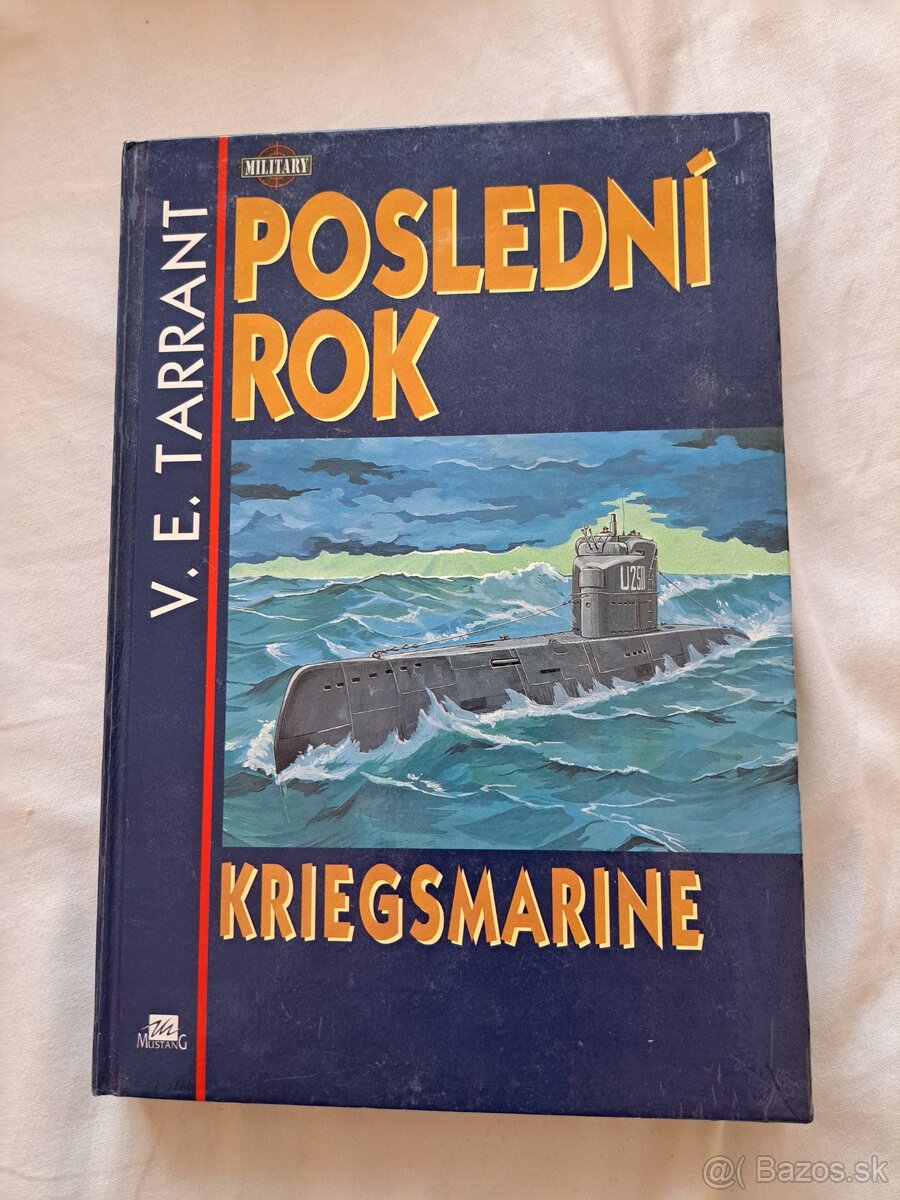 MILITARY
POSLEDNÍ
ROK
V. E. TARRANT
U2511
KRIEGSMARINE
MUSTANG
@( Bazos.sk